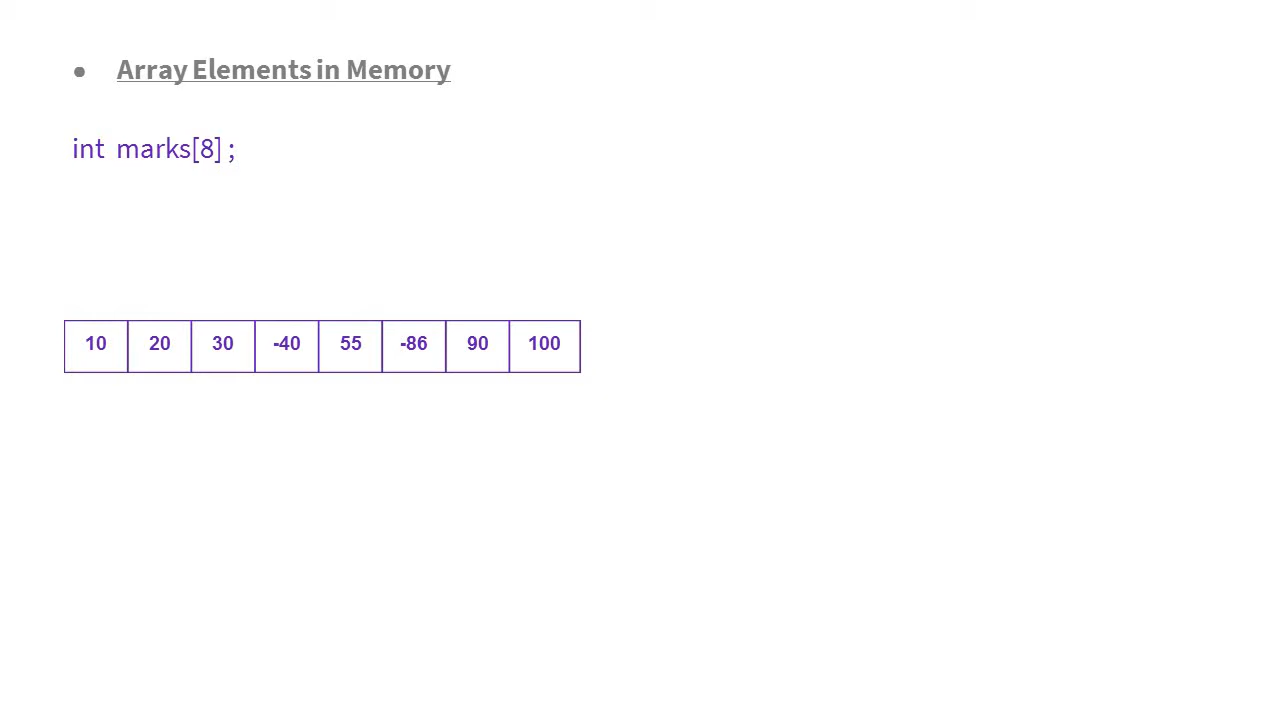 ● Array Elements in Memory
int marks[8] ;
10 20 30 -40 55 -86 90 100